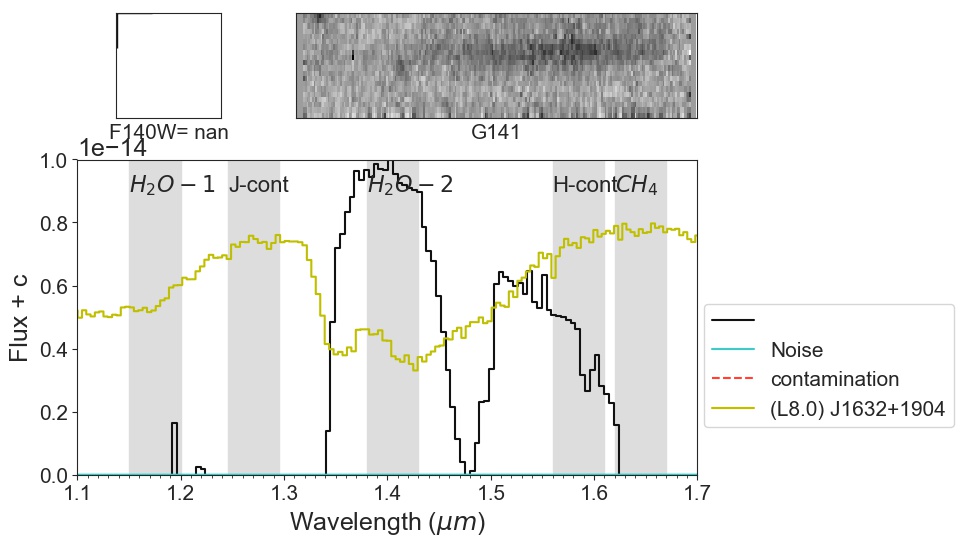 F140W= nan
G141
1e−14
1.0
0.8
0.6
0.4
0.2
0.0
Flux + c
H₂O − 1
J-cont
H₂O − 2
H-cont
CH₄
1.1
1.2
1.3
1.4
1.5
1.6
1.7
Wavelength (μm)
Noise
contamination
(L8.0) J1632+1904